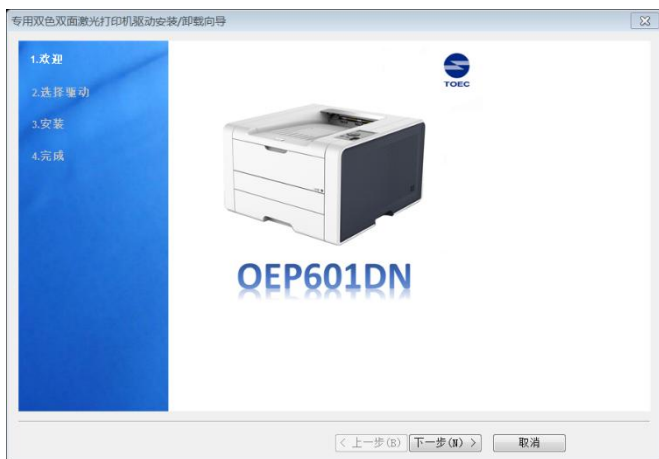 专用双色双面激光打印机驱动安装/卸载向导
1.欢迎
2.选择驱动
3.安装
4.完成
TOEC
OEP601DN
< 上一步(B)
下一步(N) >
取消